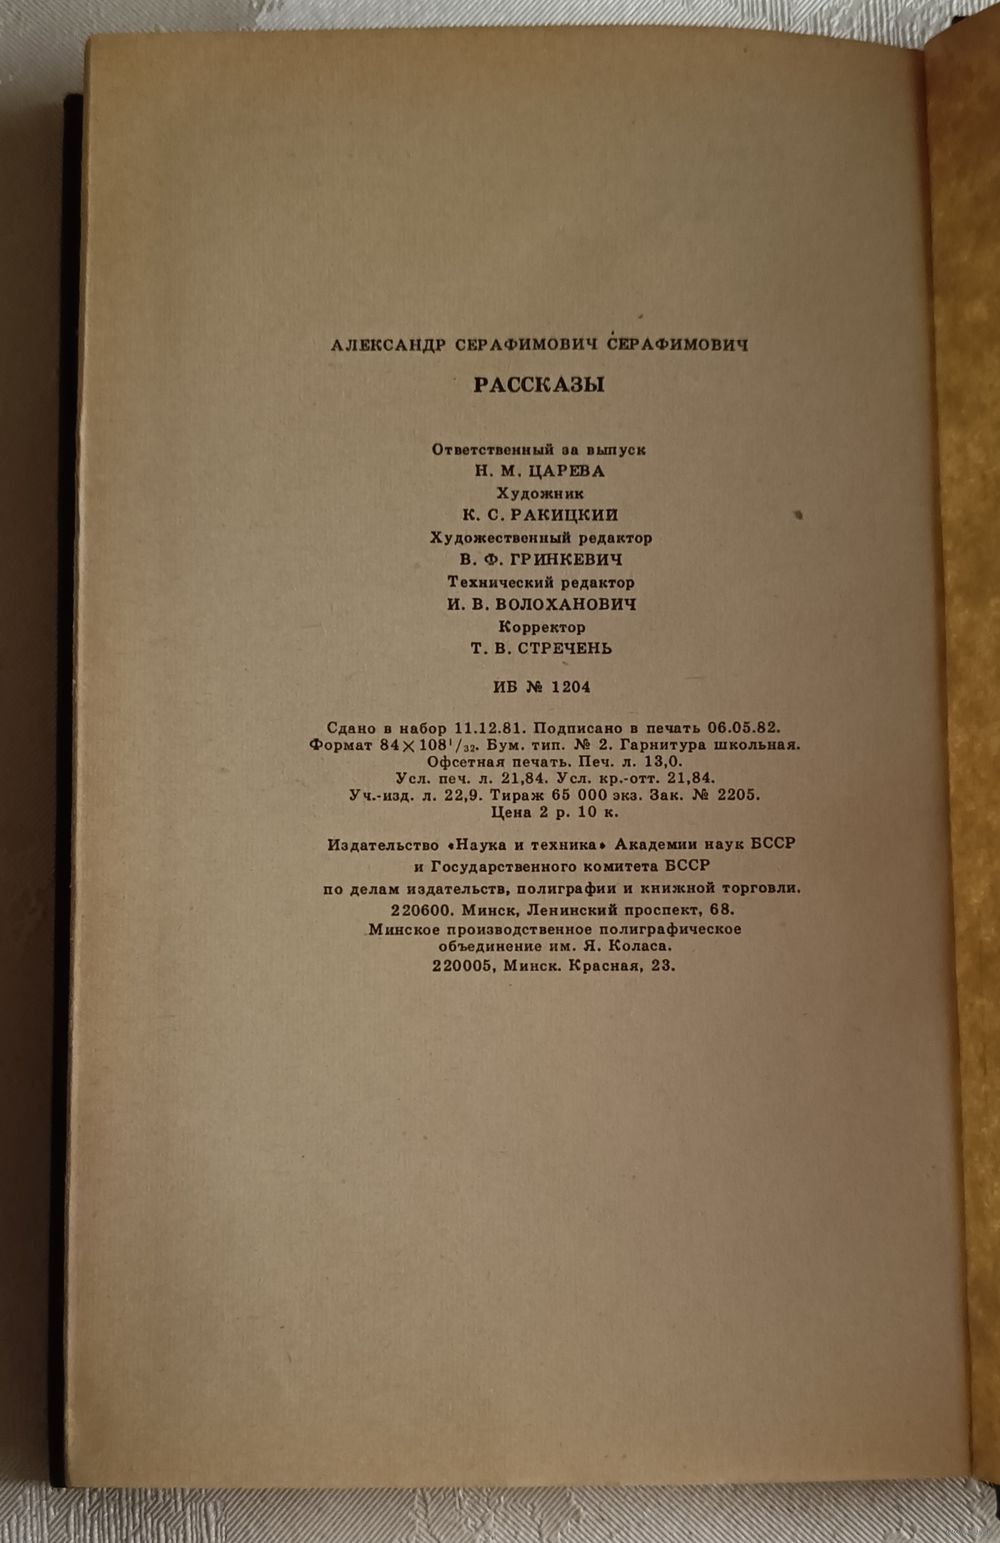 АЛЕКСАНДР СЕРАФИМОВИЧ СЕРАФИМОВИЧ
РАССКАЗЫ
Ответственный за выпуск
Н. М. ЦАРЕВА
Художник
К. С. РАКИЦКИЙ
Художественный редактор
В. Ф. ГРИНКЕВИЧ
Технический редактор
И. В. ВОЛОХАНОВИЧ
Корректор
Т. В. СТРЕЧЕНЬ
ИБ № 1204
Сдано в набор 11.12.81. Подписано в печать 06.05.82.
Формат 84×108¹/₃₂. Бум. тип. № 2. Гарнитура школьная.
Офсетная печать. Печ. л. 13,0.
Усл. печ. л. 21,84. Усл. кр.-отт. 21,84.
Уч.-изд. л. 22,9. Тираж 65 000 экз. Зак. № 2205.
Цена 2 р. 10 к.
Издательство «Наука и техника» Академии наук БССР
и Государственного комитета БССР
по делам издательств, полиграфии и книжной торговли.
220600. Минск, Ленинский проспект, 68.
Минское производственное полиграфическое
объединение им. Я. Коласа.
220005, Минск. Красная, 23.